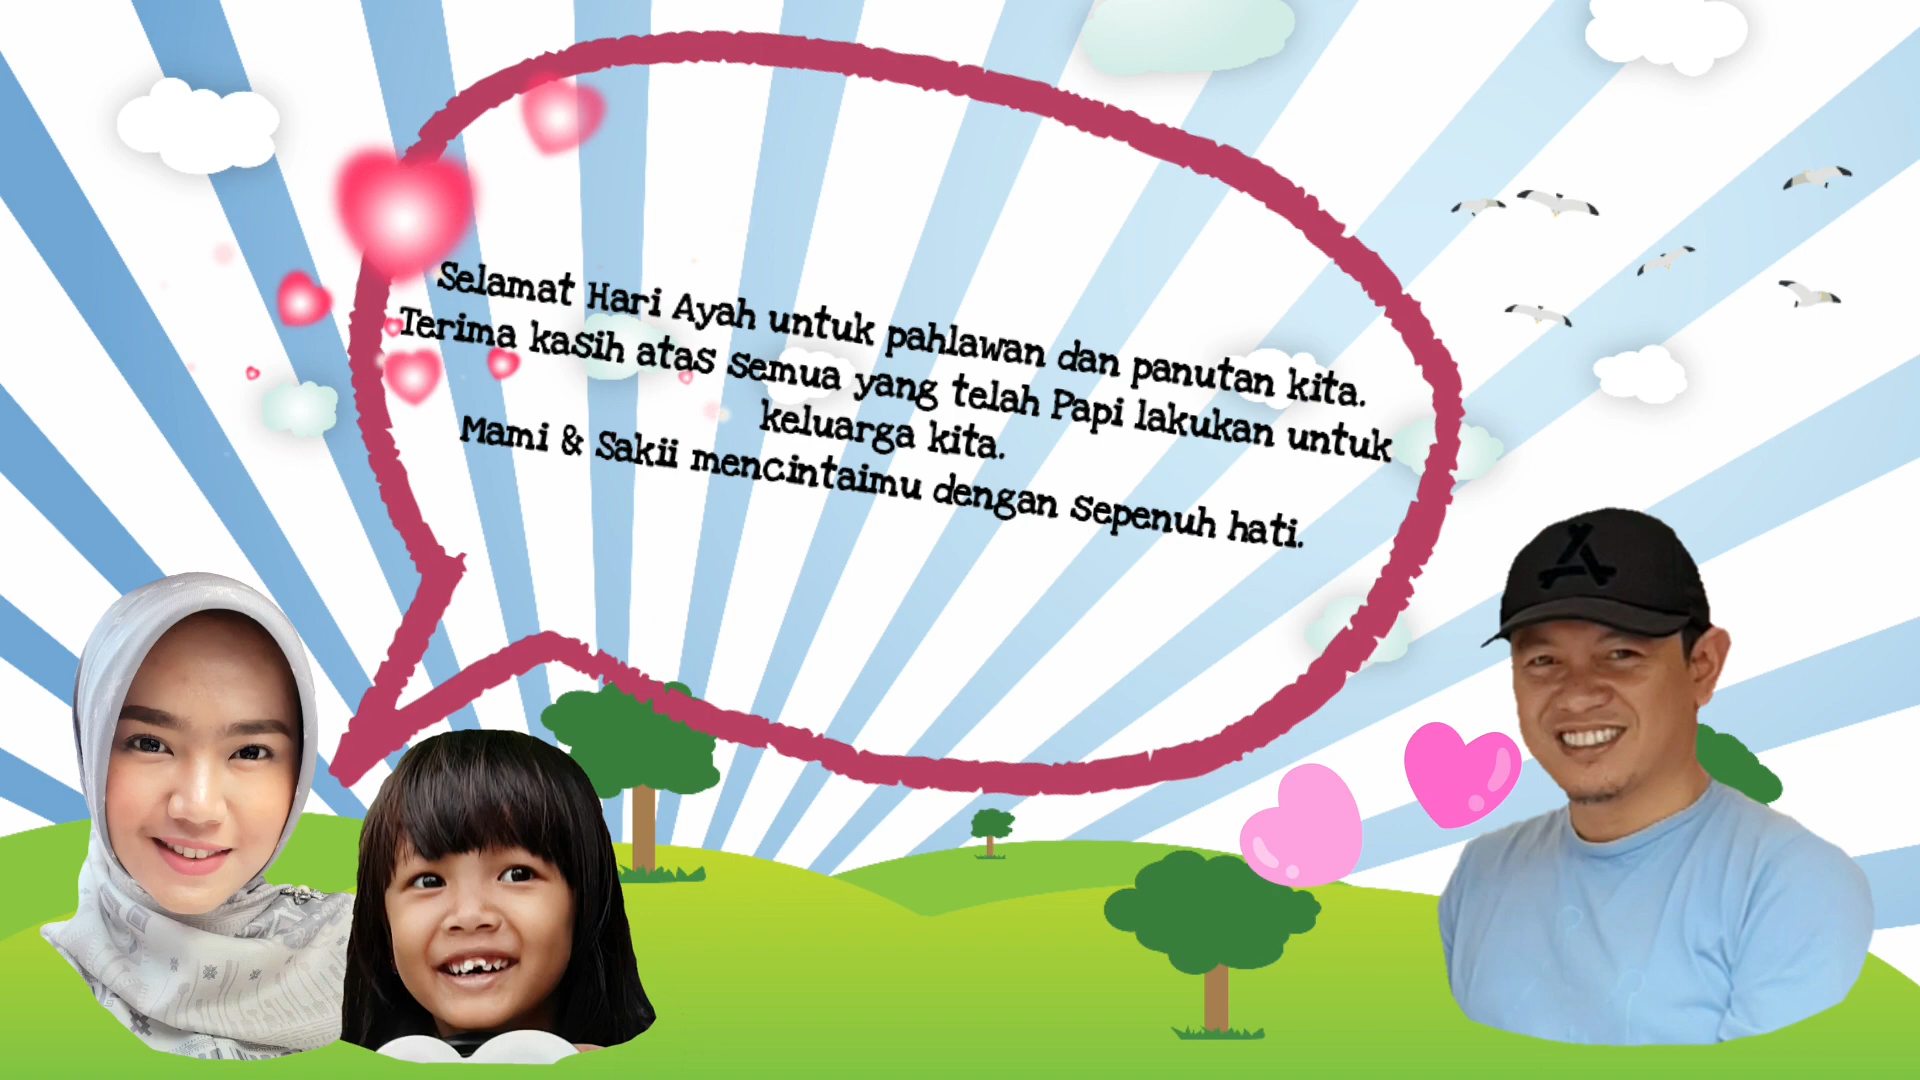 Selamat Hari Ayah untuk pahlawan dan panutan kita.
Terima kasih atas semua yang telah Papi lakukan untuk
keluarga kita.
Mami & Sakii mencintaimu dengan sepenuh hati.